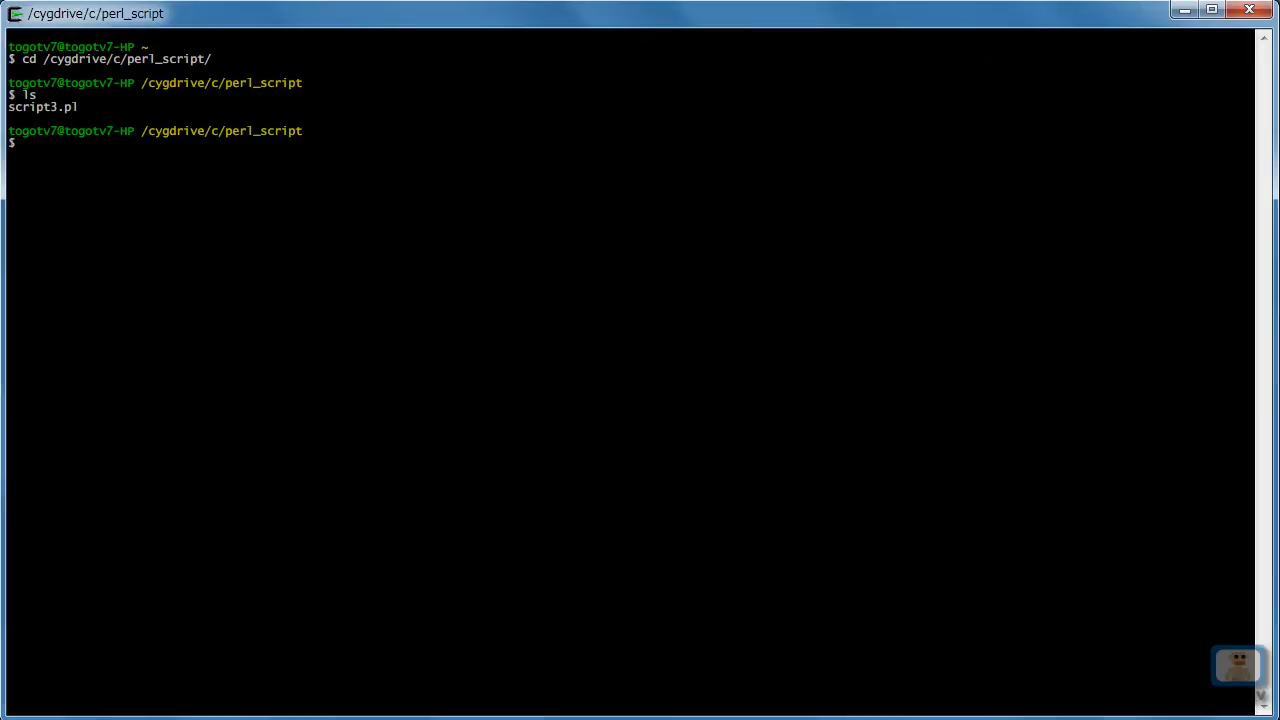 /cygdrive/c/perl_script
togotv7@togotv7-HP ~
$ cd /cygdrive/c/perl_script/
togotv7@togotv7-HP /cygdrive/c/perl_script
$ ls
script3.pl
togotv7@togotv7-HP /cygdrive/c/perl_script
$